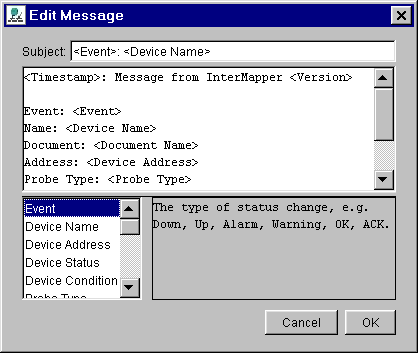 Edit Message
Subject: <Event>: <Device Name>
<Timestamp>: Message from InterMapper <Version>
Event: <Event>
Name: <Device Name>
Document: <Document Name>
Address: <Device Address>
Probe Type: <Probe Type>
Event
Device Name
Device Address
Device Status
Device Condition
Probe Type
The type of status change, e.g.
Down, Up, Alarm, Warning, OK, ACK.
Cancel
OK